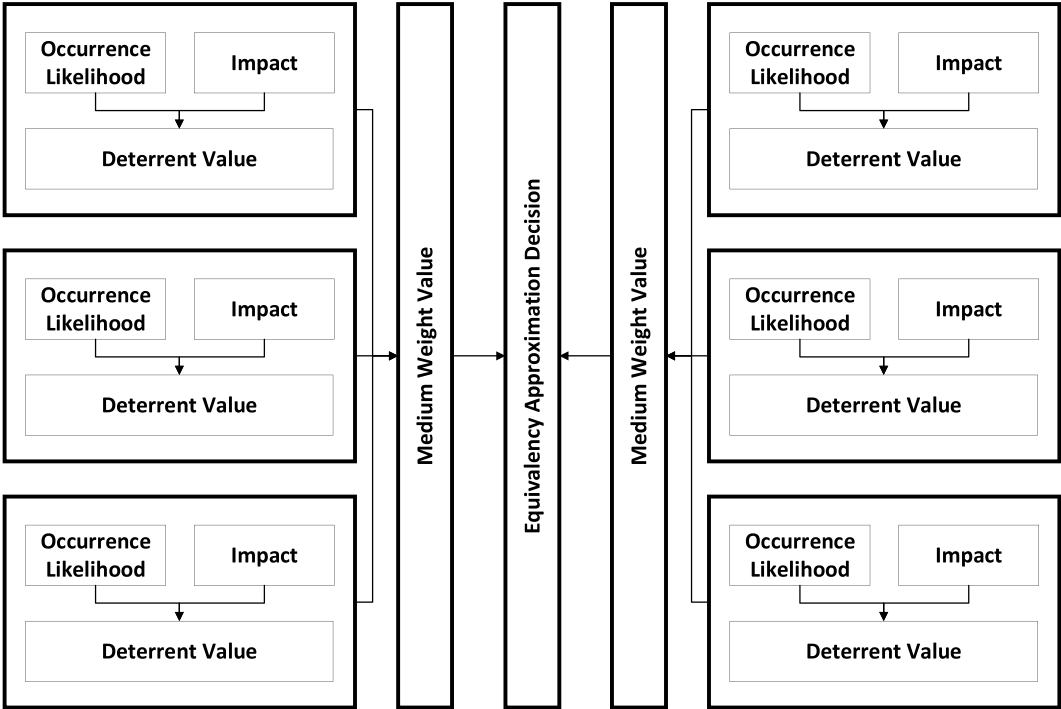 Occurrence
Likelihood
Impact
Deterrent Value
Occurrence
Likelihood
Impact
Deterrent Value
Occurrence
Likelihood
Impact
Deterrent Value
Medium Weight Value
Equivalency Approximation Decision
Medium Weight Value
Occurrence
Likelihood
Impact
Deterrent Value
Occurrence
Likelihood
Impact
Deterrent Value
Occurrence
Likelihood
Impact
Deterrent Value